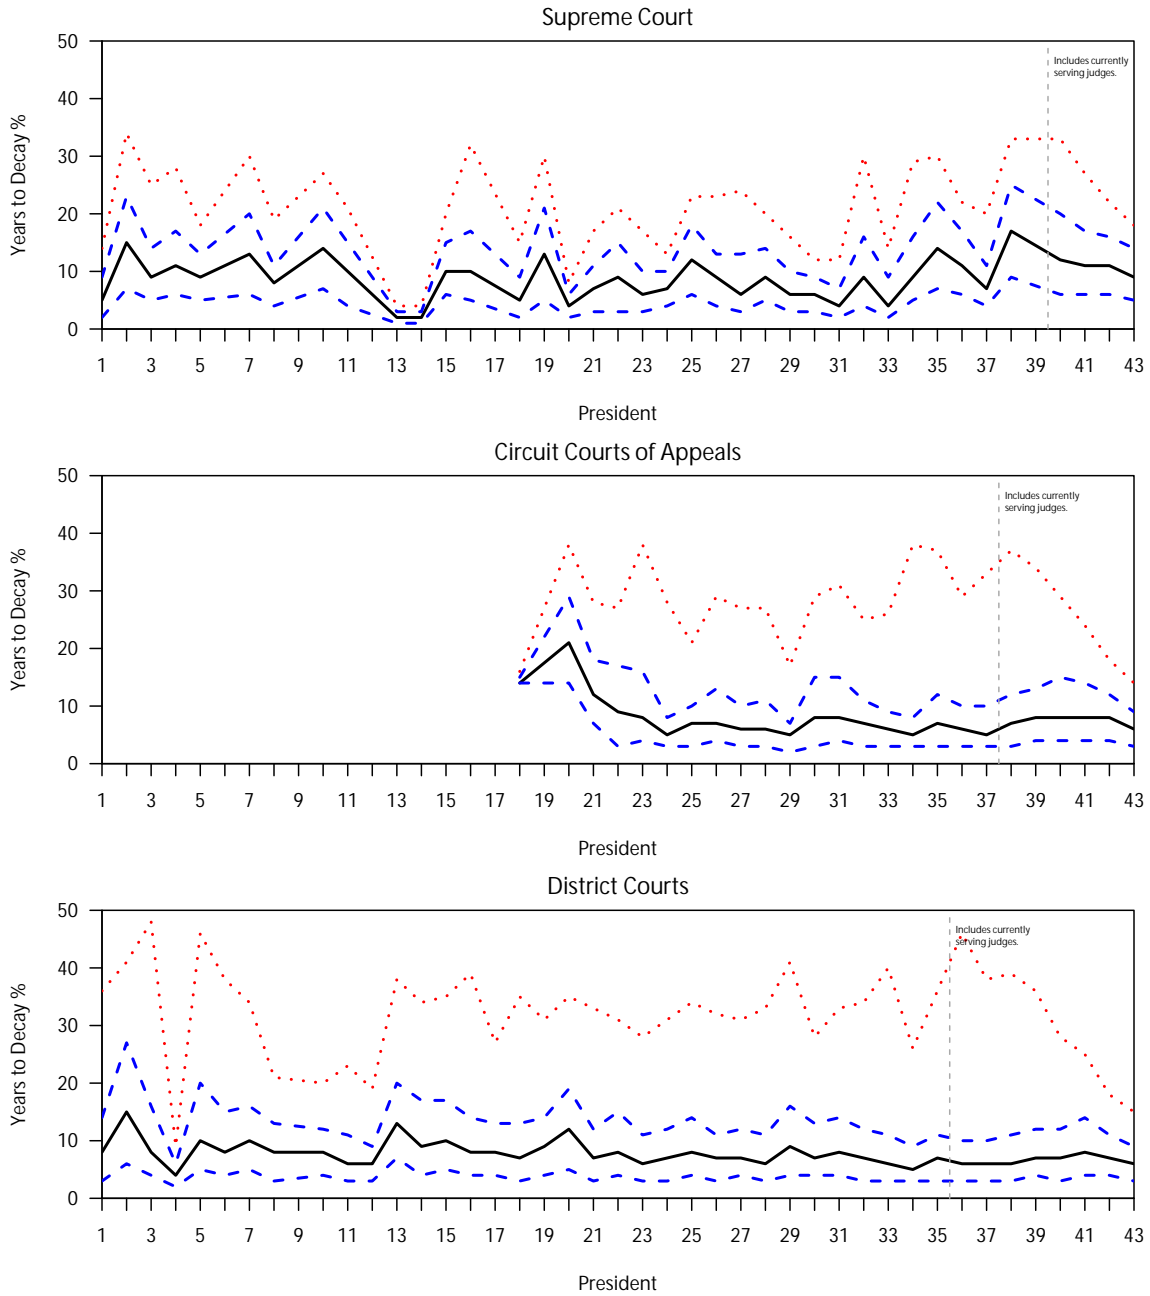 Supreme Court
Years to Decay %
50
40
30
20
10
0
Includes currently
serving judges.
1 3 5 7 9 11 13 15 17 19 21 23 25 27 29 31 33 35 37 39 41 43
President
Circuit Courts of Appeals
Years to Decay %
50
40
30
20
10
0
Includes currently
serving judges.
1 3 5 7 9 11 13 15 17 19 21 23 25 27 29 31 33 35 37 39 41 43
President
District Courts
Years to Decay %
50
40
30
20
10
0
Includes currently
serving judges.
1 3 5 7 9 11 13 15 17 19 21 23 25 27 29 31 33 35 37 39 41 43
President